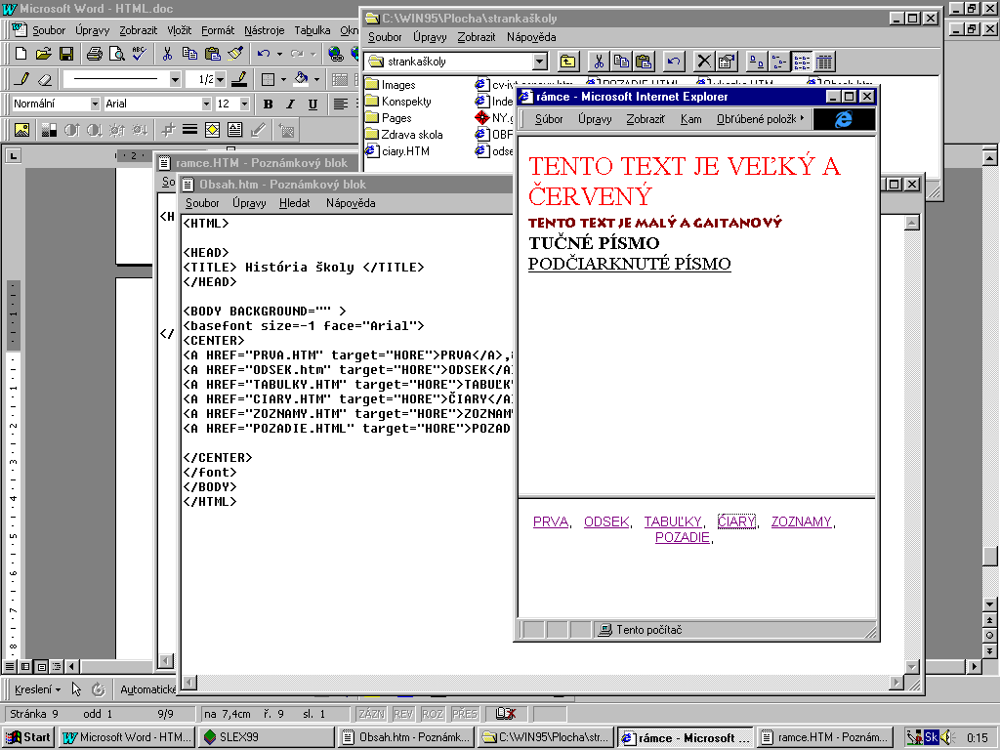 Microsoft Word - HTML.doc
Soubor Úpravy Zobrazit Vložit Formát Nástroje Tabulka
Normální Arial 12 B I U
C:\WIN95\Plocha\strankaškoly
Soubor Úpravy Zobrazit Nápověda
strankaškoly
Images
Konspekty
Pages
Zdrava skola
ciary.HTM
ramce.HTM - Poznámkový blok
<H
</
Obsah.htm - Poznámkový blok
Soubor Úpravy Hledat Nápověda
<HTML>
<HEAD>
<TITLE> História školy </TITLE>
</HEAD>
<BODY BACKGROUND="" >
<basefont size=-1 face="Arial">
<CENTER>
<A HREF="PRVA.HTM" target="HORE">PRVA</A>,
<A HREF="ODSEK.htm" target="HORE">ODSEK</A
<A HREF="TABULKY.HTM" target="HORE">TABUĽK
<A HREF="CIARY.HTM" target="HORE">ČIARY</A
<A HREF="ZOZNAMY.HTM" target="HORE">ZOZNAM
<A HREF="POZADIE.HTML" target="HORE">POZAD
</CENTER>
</font>
</BODY>
</HTML>
rámce - Microsoft Internet Explorer
Súbor Úpravy Zobraziť Kam Obľúbené položk
TENTO TEXT JE VEĽKÝ A
ČERVENÝ
TENTO TEXT JE MALÝ A GAITANOVÝ
TUČNÉ PÍSMO
PODČIARKNUTÉ PÍSMO
PRVA, ODSEK, TABUĽKY, ČIARY, ZOZNAMY,
POZADIE,
Tento počítač
Kreslení Automatické
Stránka 9 odd 1 9/9 na 7,4cm ř. 9 sl. 1 ZÁZN REV ROZ PŘES
Start Microsoft Word - HTM... SLEX99 Obsah.htm - Poznámk... C:\WIN95\Plocha\str... rámce - Microsoft ... ramce.HTM - Poznám... Sk 0:15